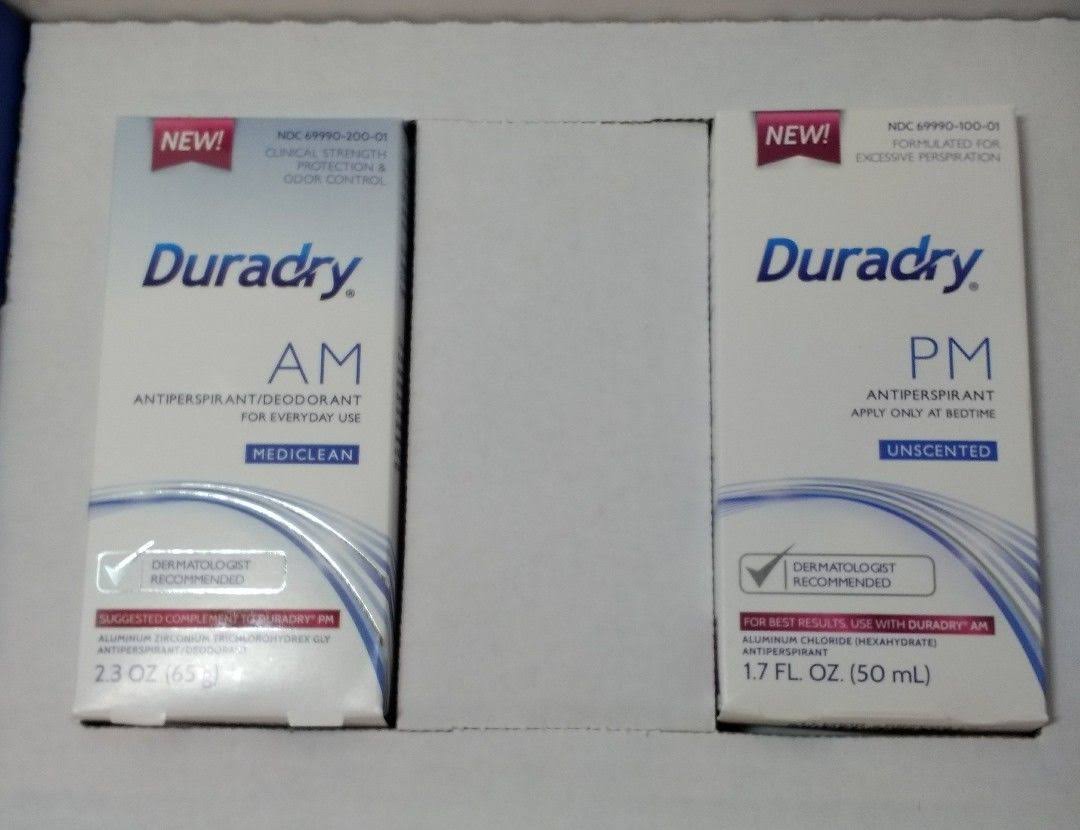 NEW!
NDC 69990-200-01
CLINICAL STRENGTH
PROTECTION &
ODOR CONTROL
Duradry®
AM
ANTIPERSPIRANT/DEODORANT
FOR EVERYDAY USE
MEDICLEAN
DERMATOLOGIST
RECOMMENDED
SUGGESTED COMPLEMENT TO DURADRY® PM
ALUMINUM ZIRCONIUM TRICHLOROHYDREX GLY
ANTIPERSPIRANT/DEODORANT
2.3 OZ (65 g)
NEW!
NDC 69990-100-01
FORMULATED FOR
EXCESSIVE PERSPIRATION
Duradry®
PM
ANTIPERSPIRANT
APPLY ONLY AT BEDTIME
UNSCENTED
DERMATOLOGIST
RECOMMENDED
FOR BEST RESULTS, USE WITH DURADRY® AM
ALUMINUM CHLORIDE (HEXAHYDRATE)
ANTIPERSPIRANT
1.7 FL. OZ. (50 mL)